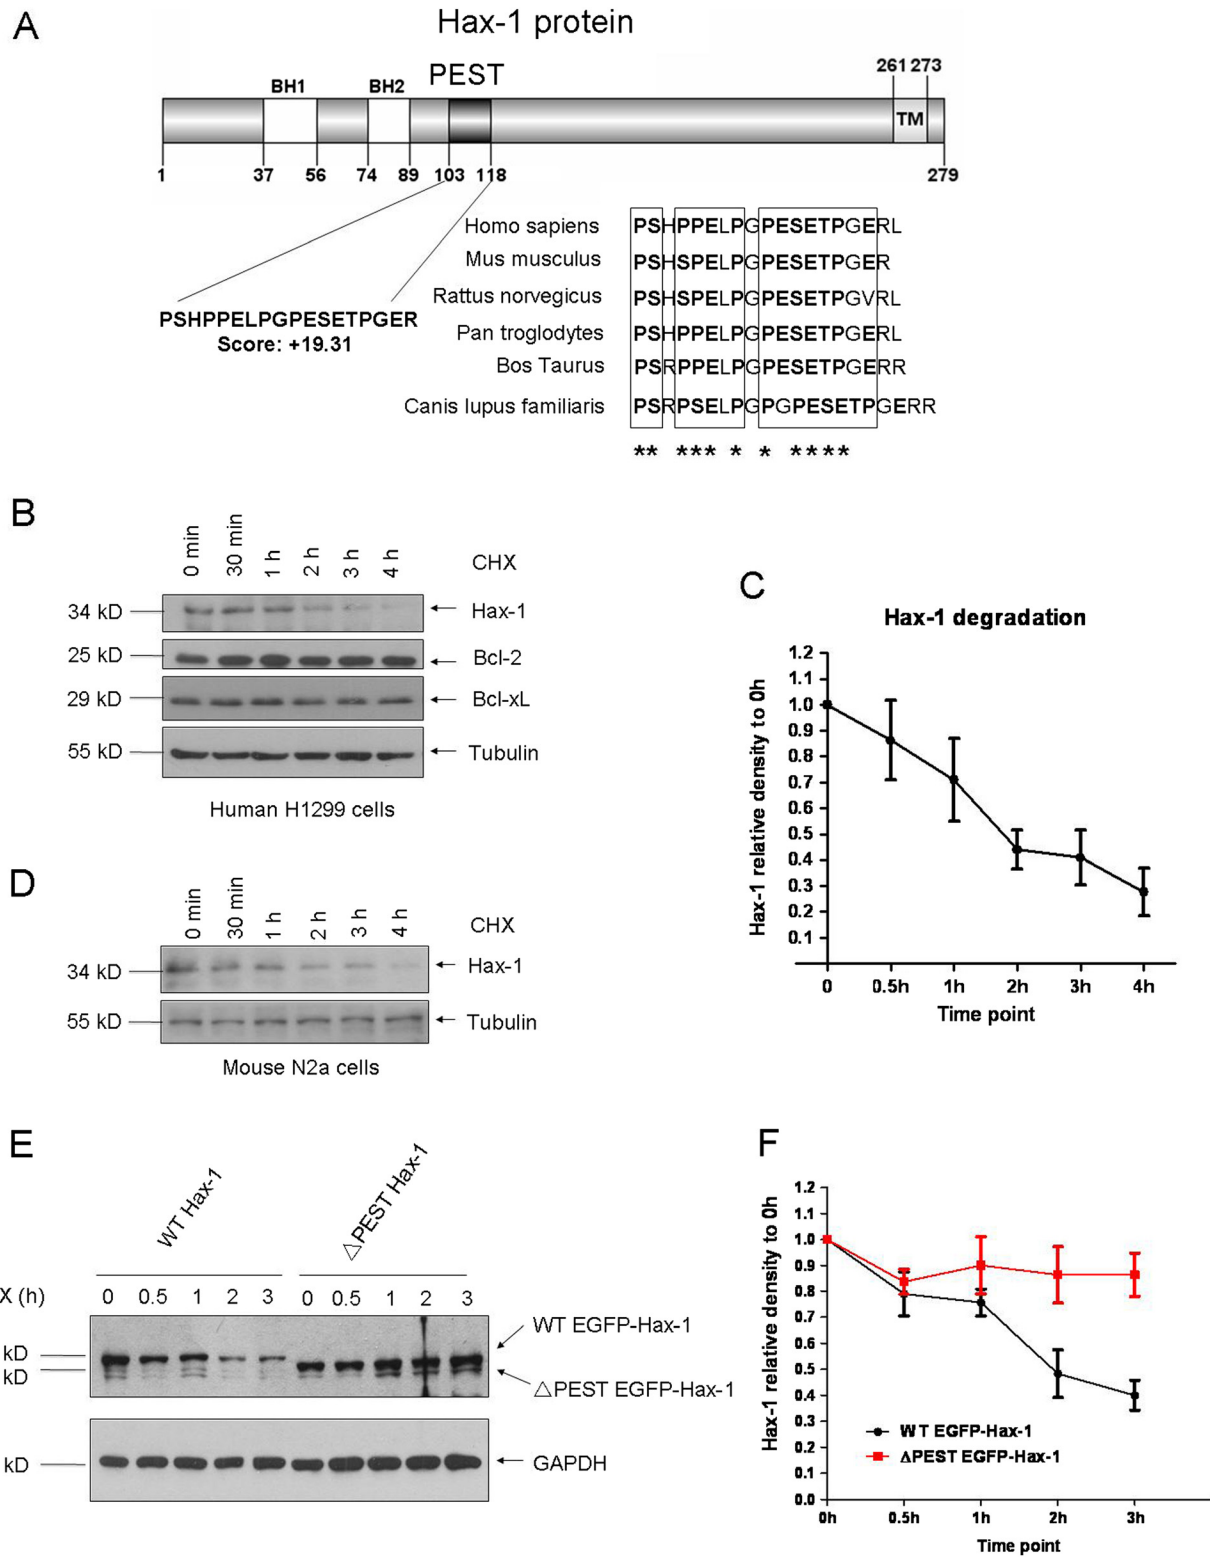 A
Hax-1 protein
PEST
BH1
BH2
261 273
TM
1 37 56 74 89 103 118 279
PSHPPELPGPESETPGER
Score: +19.31
Homo sapiens PSHPPELPGPESETPGERL
Mus musculus PSHSPELPGPESETPGER
Rattus norvegicus PSHSPELPGPESETPGVRL
Pan troglodytes PSHPPELPGPESETPGERL
Bos Taurus PSRPPELPGPESETPGERR
Canis lupus familiaris PSRPSELPGPGPESETPGERR
** *** * * ****
B
0 min 30 min 1 h 2 h 3 h 4 h CHX
34 kD Hax-1
25 kD Bcl-2
29 kD Bcl-xL
55 kD Tubulin
Human H1299 cells
C
Hax-1 degradation
Hax-1 relative density to 0h
1.2
1.1
1.0
0.9
0.8
0.7
0.6
0.5
0.4
0.3
0.2
0.1
0 0.5h 1h 2h 3h 4h
Time point
D
0 min 30 min 1 h 2 h 3 h 4 h CHX
34 kD Hax-1
55 kD Tubulin
Mouse N2a cells
E
WT Hax-1
△PEST Hax-1
X (h) 0 0.5 1 2 3 0 0.5 1 2 3
kD WT EGFP-Hax-1
kD △PEST EGFP-Hax-1
kD GAPDH
F
Hax-1 relative density to 0h
1.2
1.1
1.0
0.9
0.8
0.7
0.6
0.5
0.4
0.3
0.2
0.1
0.0
WT EGFP-Hax-1
ΔPEST EGFP-Hax-1
0h 0.5h 1h 2h 3h
Time point